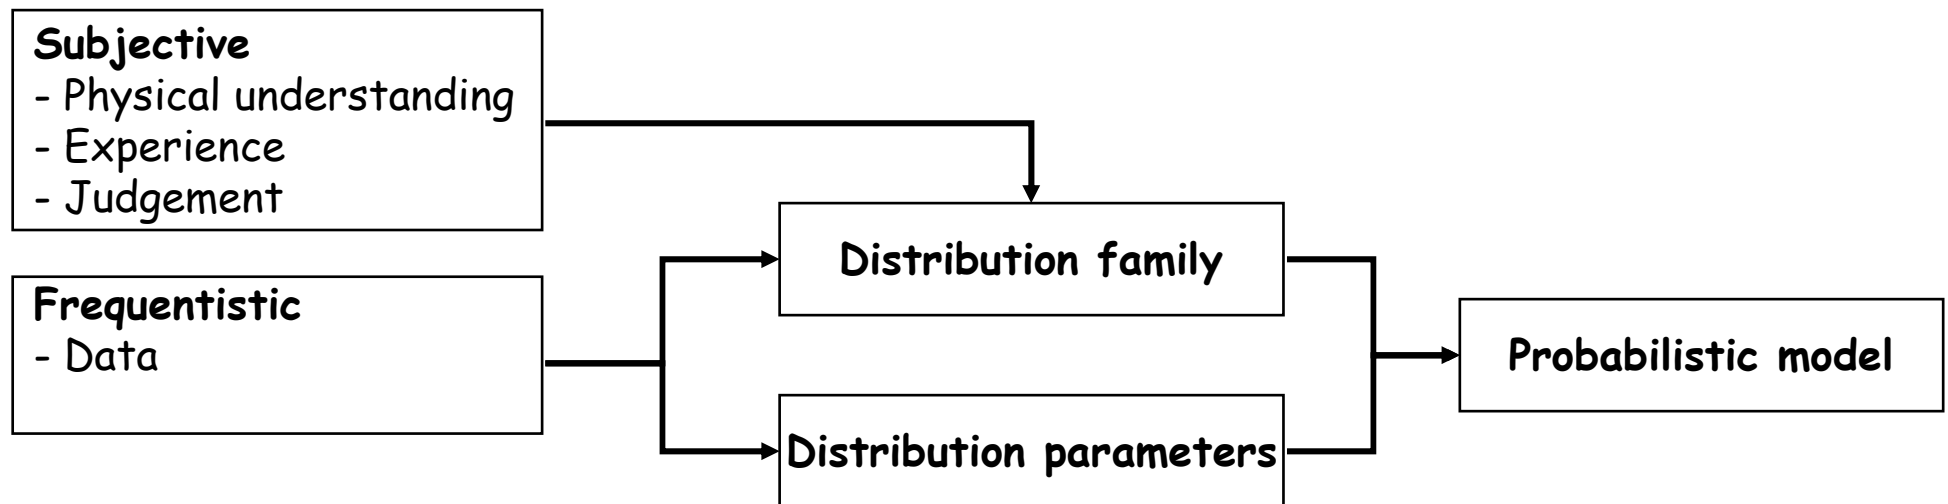 Subjective
- Physical understanding
- Experience
- Judgement
Frequentistic
- Data
Distribution family
Distribution parameters
Probabilistic model